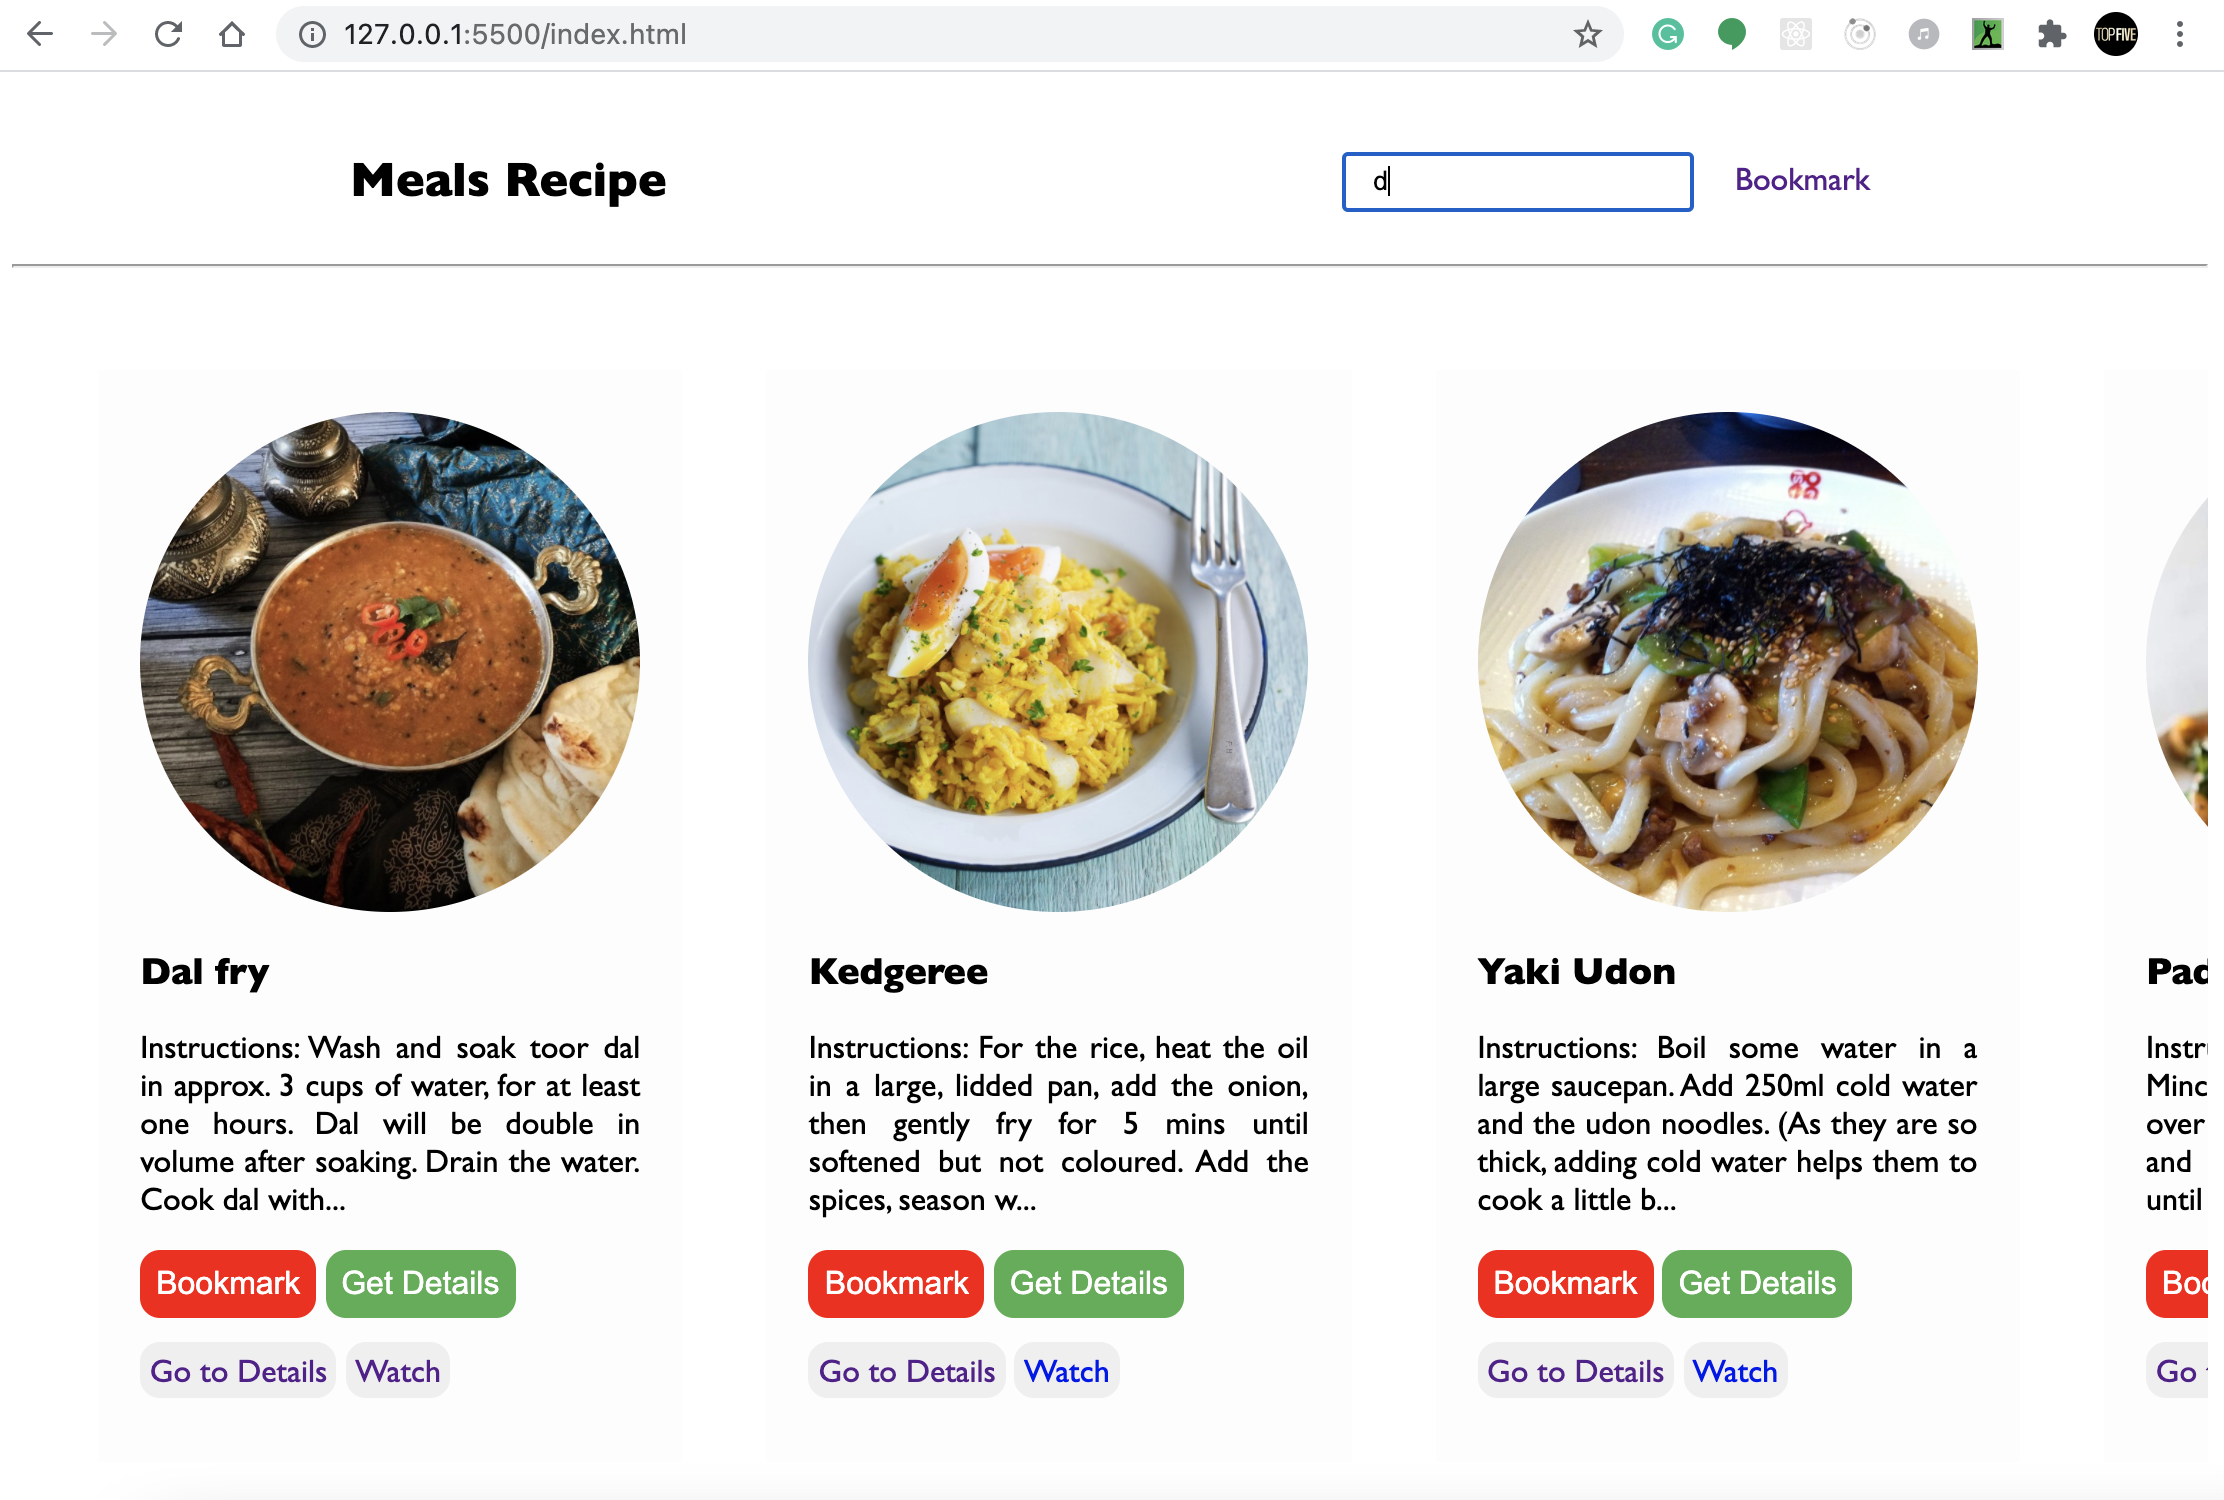 127.0.0.1:5500/index.html
TOPFIVE
Meals Recipe
d
Bookmark
Dal fry
Instructions: Wash and soak toor dal
in approx. 3 cups of water, for at least
one hours. Dal will be double in
volume after soaking. Drain the water.
Cook dal with...
Bookmark Get Details
Go to Details Watch
Kedgeree
Instructions: For the rice, heat the oil
in a large, lidded pan, add the onion,
then gently fry for 5 mins until
softened but not coloured. Add the
spices, season w...
Bookmark Get Details
Go to Details Watch
Yaki Udon
Instructions: Boil some water in a
large saucepan. Add 250ml cold water
and the udon noodles. (As they are so
thick, adding cold water helps them to
cook a little b...
Bookmark Get Details
Go to Details Watch
Pad
Instr
Minc
over
and
until
Boo
Go